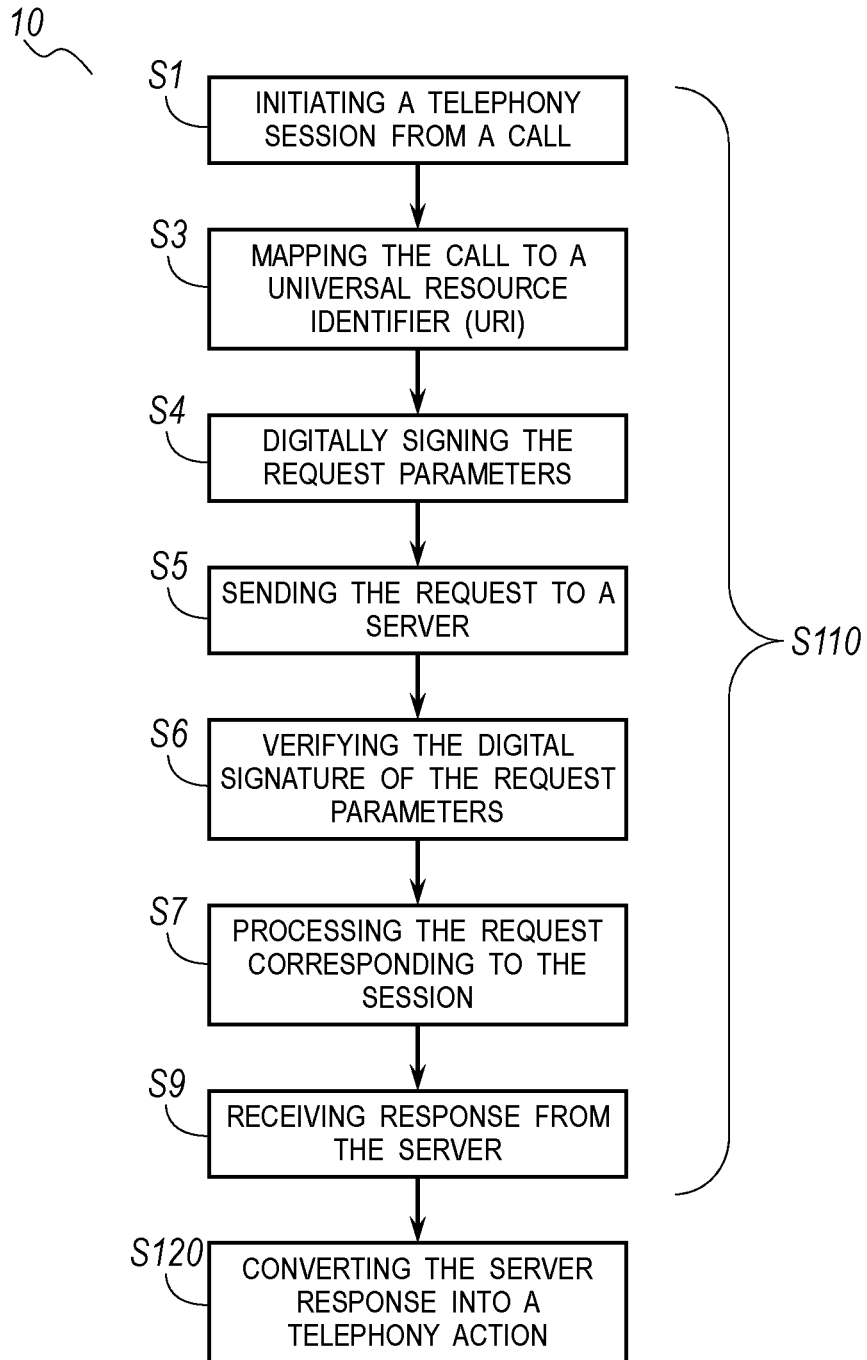 10
S1
INITIATING A TELEPHONY
SESSION FROM A CALL
S3
MAPPING THE CALL TO A
UNIVERSAL RESOURCE
IDENTIFIER (URI)
S4
DIGITALLY SIGNING THE
REQUEST PARAMETERS
S5
SENDING THE REQUEST TO A
SERVER
S110
S6
VERIFYING THE DIGITAL
SIGNATURE OF THE REQUEST
PARAMETERS
S7
PROCESSING THE REQUEST
CORRESPONDING TO THE
SESSION
S9
RECEIVING RESPONSE FROM
THE SERVER
S120
CONVERTING THE SERVER
RESPONSE INTO A
TELEPHONY ACTION